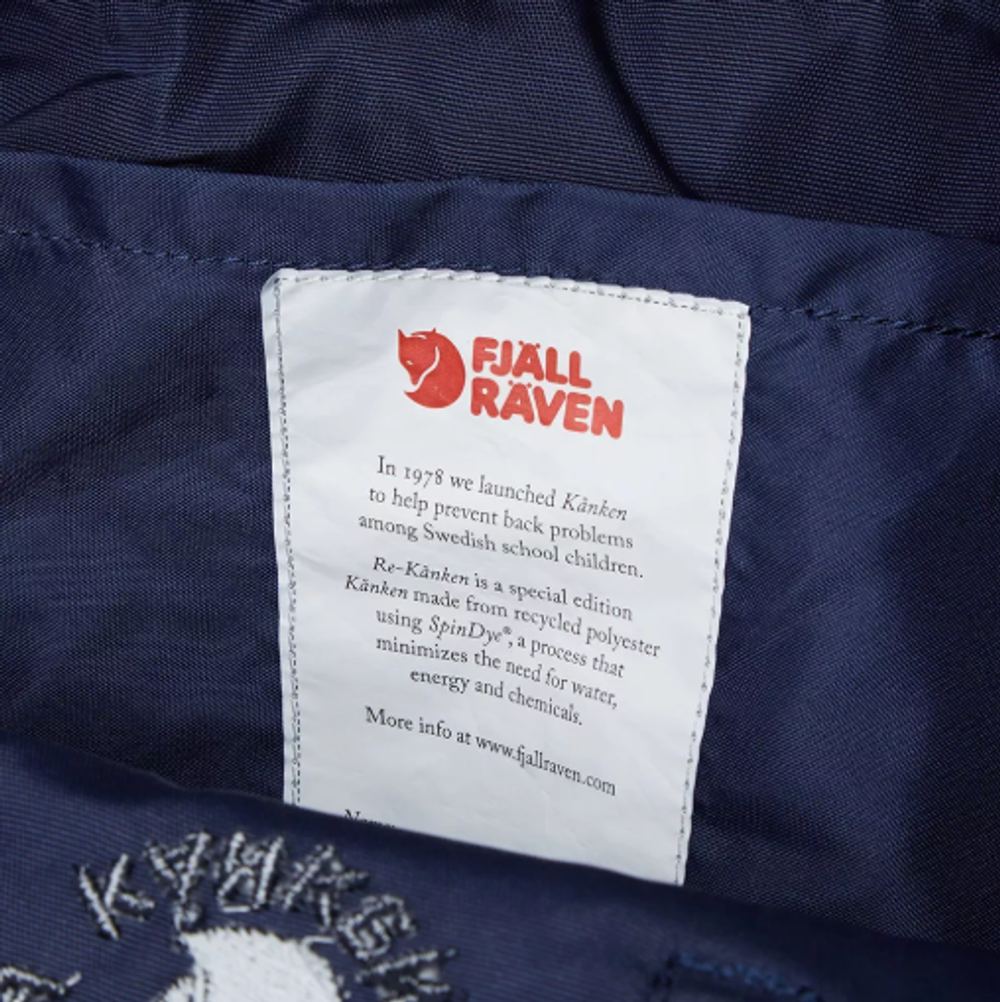 FJÄLL
RÄVEN
In 1978 we launched Kånken
to help prevent back problems
among Swedish school children.
Re-Kånken is a special edition
Kånken made from recycled polyester
using SpinDye®, a process that
minimizes the need for water,
energy and chemicals.
More info at www.fjallraven.com